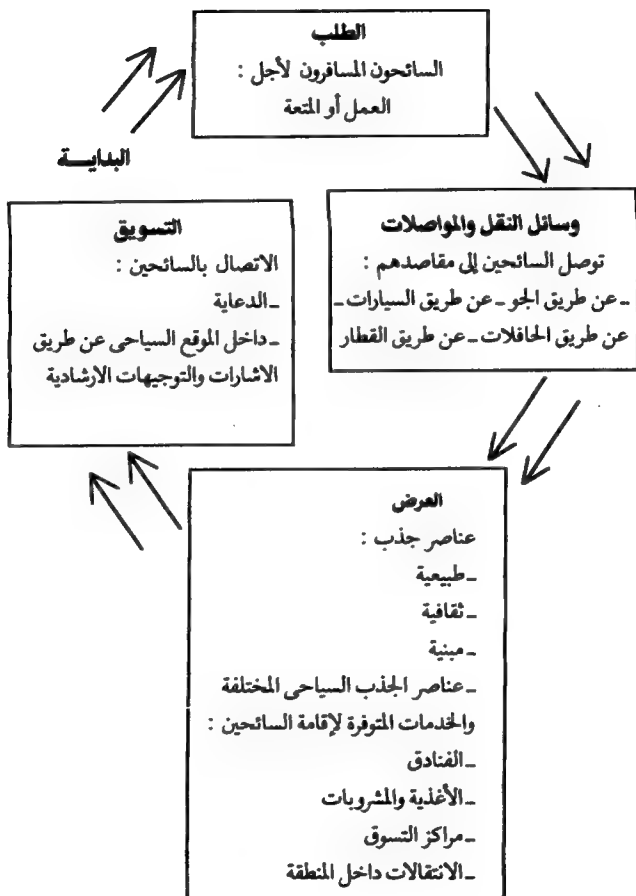 الطلب
السائحون المسافرون لأجل :
العمل أو المتعة
البدايـــة
وسائل النقل والمواصلات
توصل السائحين إلى مقاصدهم :
ـ عن طريق الجو ـ عن طريق السيارات ـ
عن طريق الحافلات ـ عن طريق القطار
التسويق
الاتصال بالسائحين :
ـ الدعاية
ـ داخل الموقع السياحى عن طريق
الاشارات والتوجيهات الارشادية
العرض
عناصر جذب :
ـ طبيعية
ـ ثقافية
ـ مبنية
ـ عناصر الجذب السياحى المختلفة
والخدمات المتوفرة لإقامة السائحين :
ـ الفنادق
ـ الأغذية والمشروبات
ـ مراكز التسوق
ـ الانتقالات داخل المنطقة